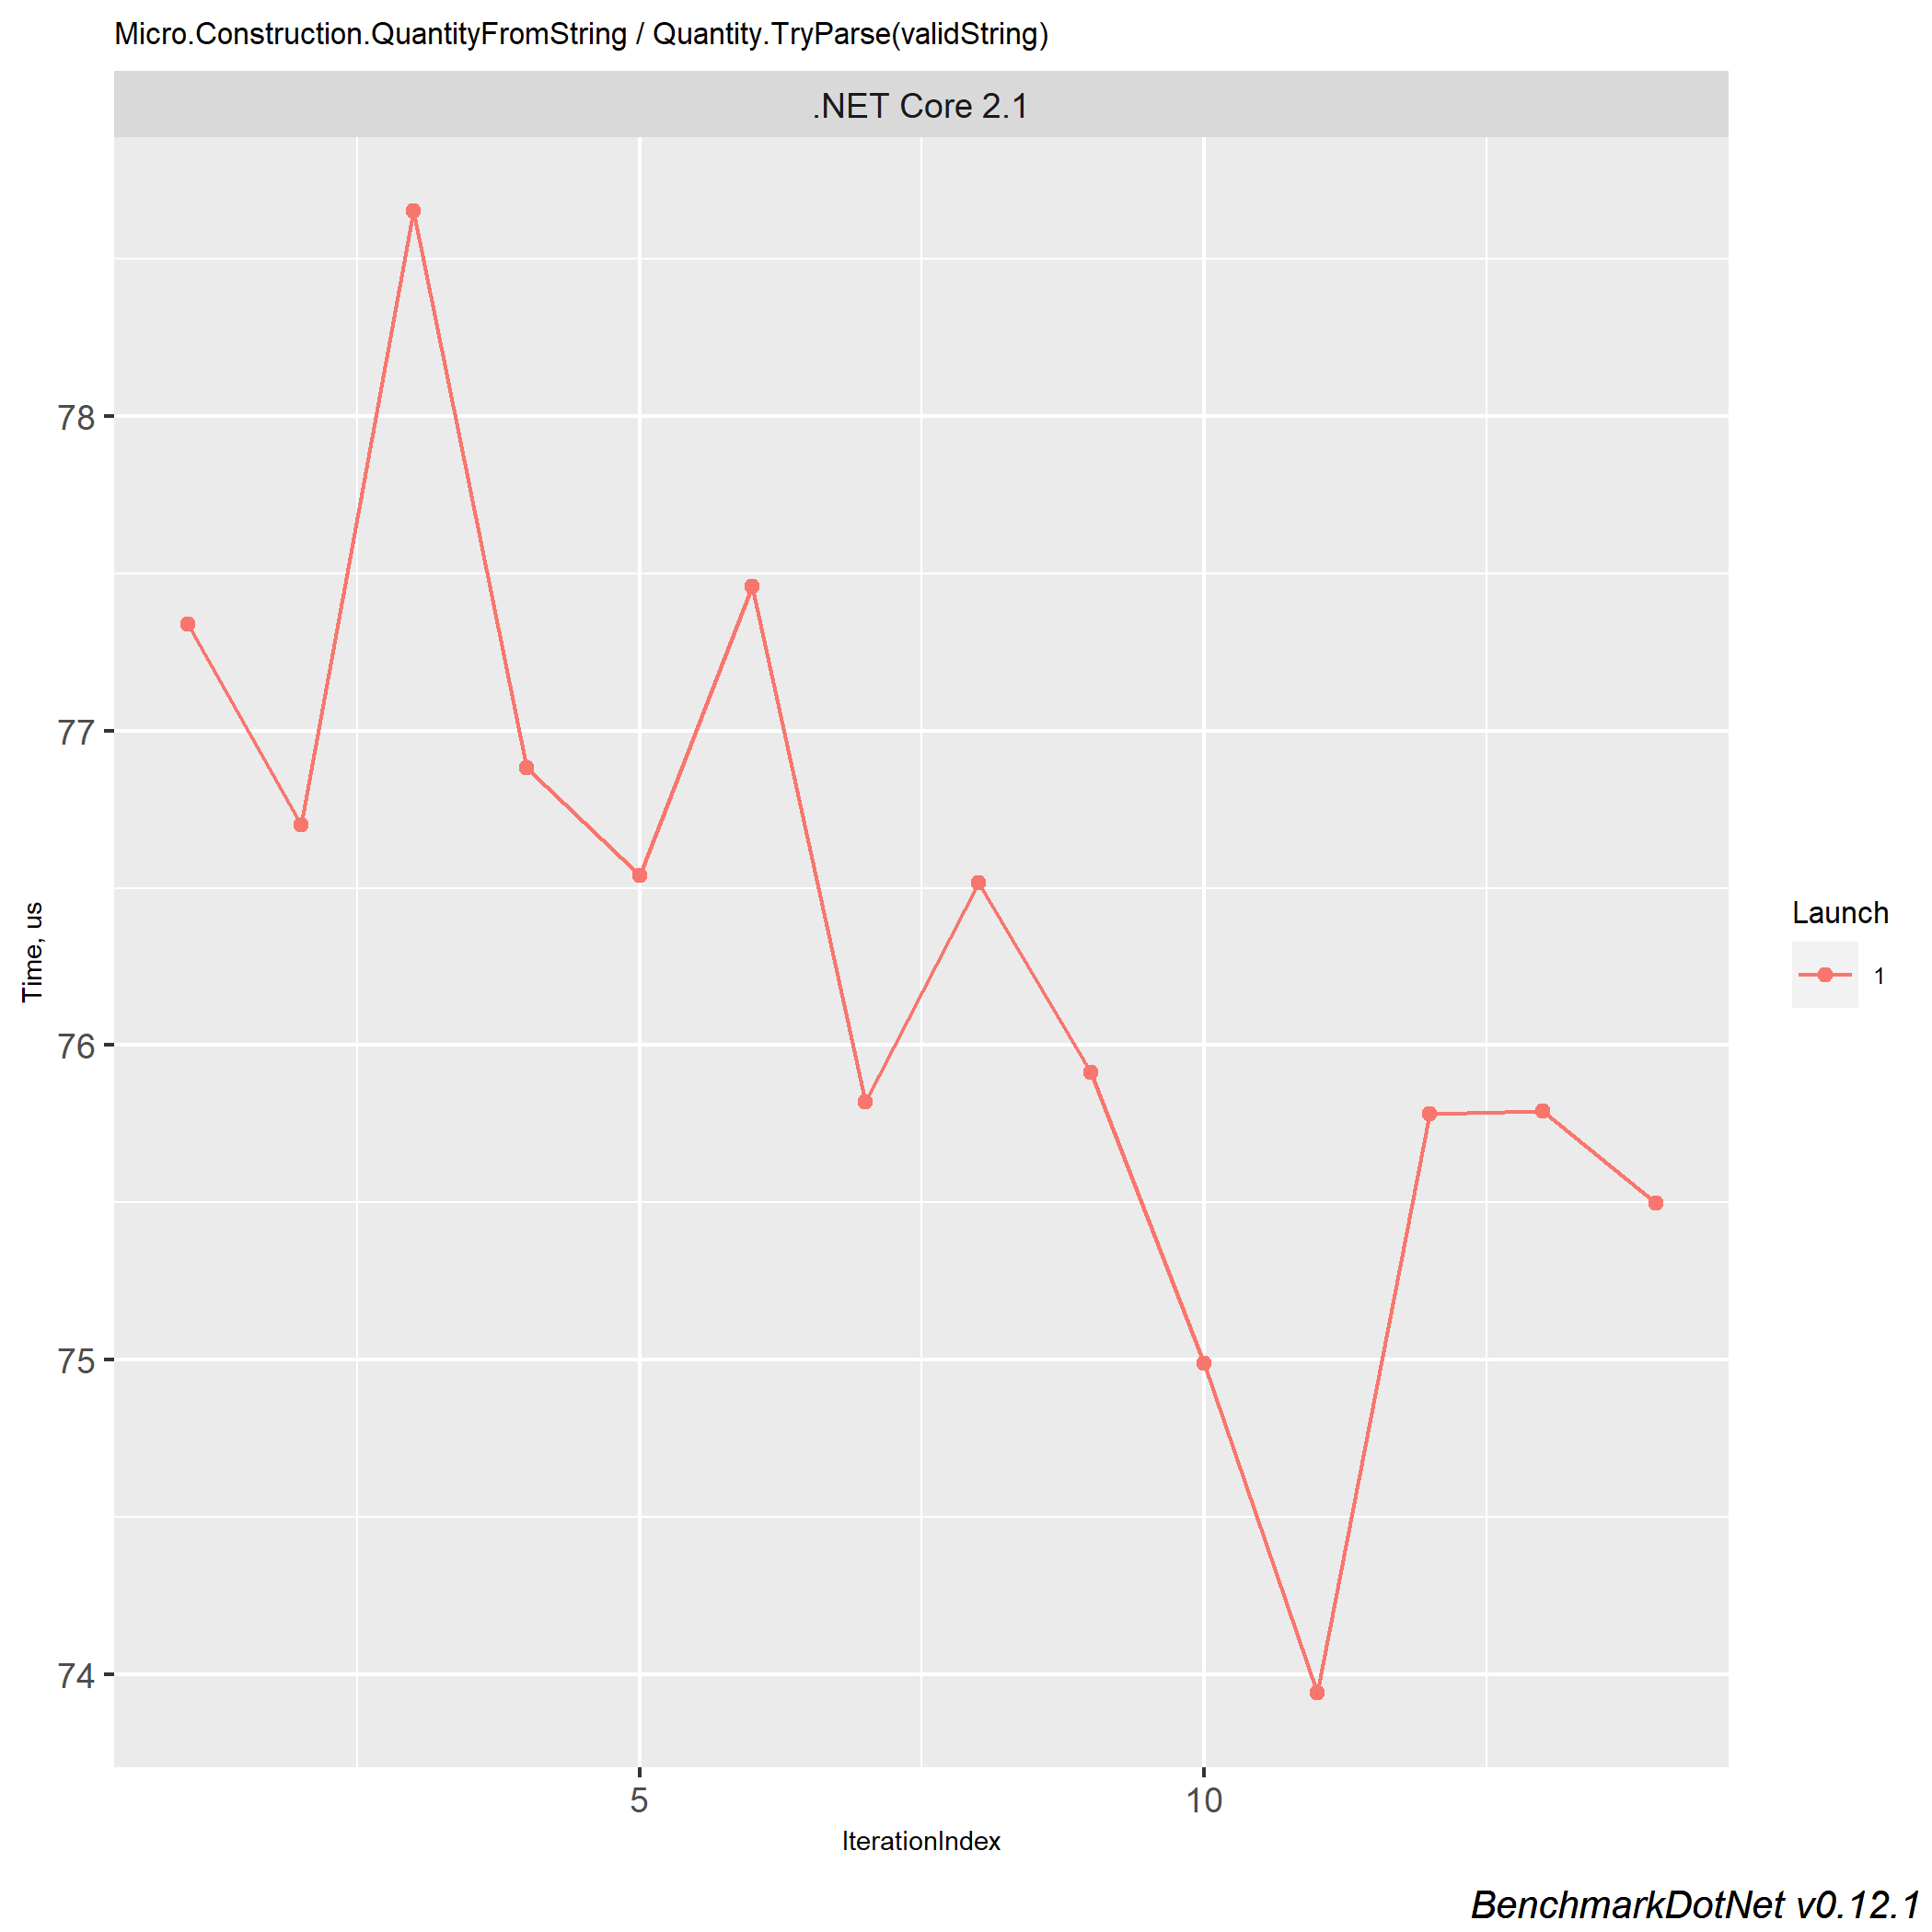 Micro.Construction.QuantityFromString / Quantity.TryParse(validString)
.NET Core 2.1
78
77
76
75
74
Time, us
5
10
IterationIndex
Launch
1
BenchmarkDotNet v0.12.1